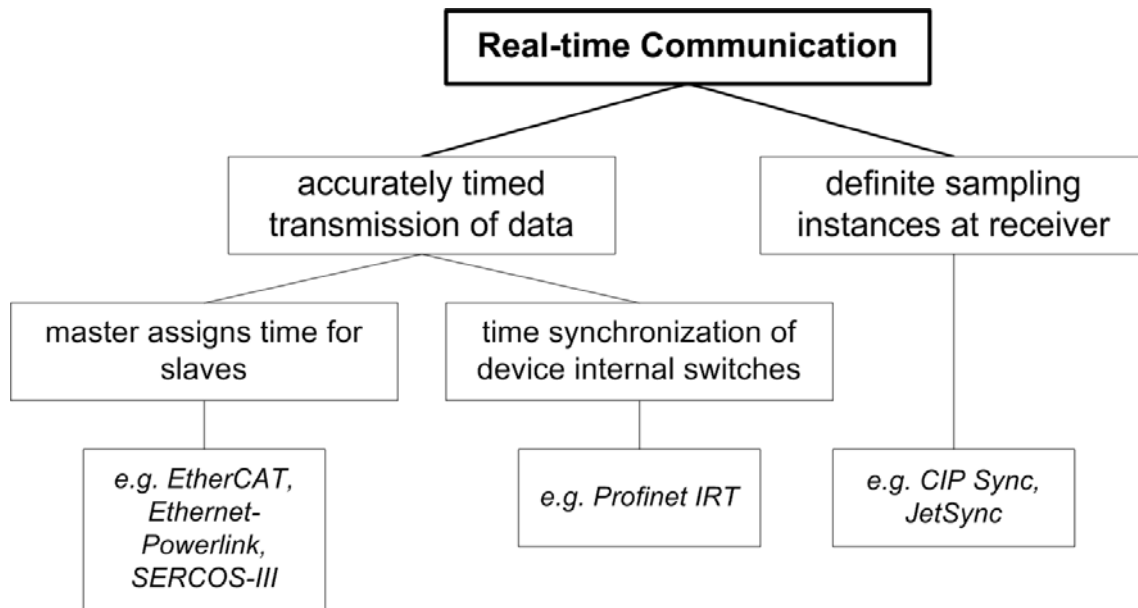 Real-time Communication
accurately timed
transmission of data
definite sampling
instances at receiver
master assigns time for
slaves
time synchronization of
device internal switches
e.g. EtherCAT,
Ethernet-
Powerlink,
SERCOS-III
e.g. Profinet IRT
e.g. CIP Sync,
JetSync